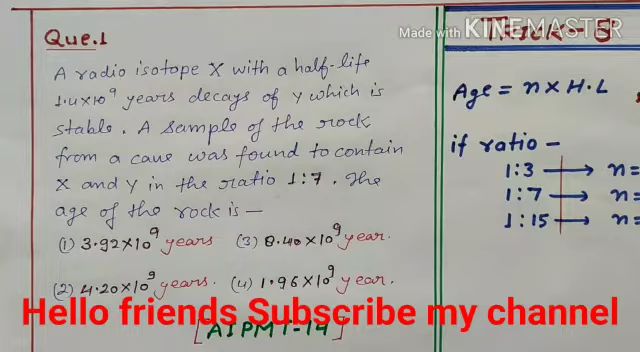 Made with KINEMASTER
Que.1
A radio isotope X with a half-life
1.4×10⁹ years decays of Y which is
stable. A sample of the rock
from a cave was found to contain
X and Y in the ratio 1:7. The
age of the rock is —
(1) 3.92×10⁹ years (3) 8.40×10⁹ year.
(2) 4.20×10⁹ years. (4) 1.96×10⁹ year.
[AIPMT-14]
Trick-5
Age = n × H.L
if ratio —
1:3 → n=
1:7 → n=
1:15 → n=
Hello friends Subscribe my channel